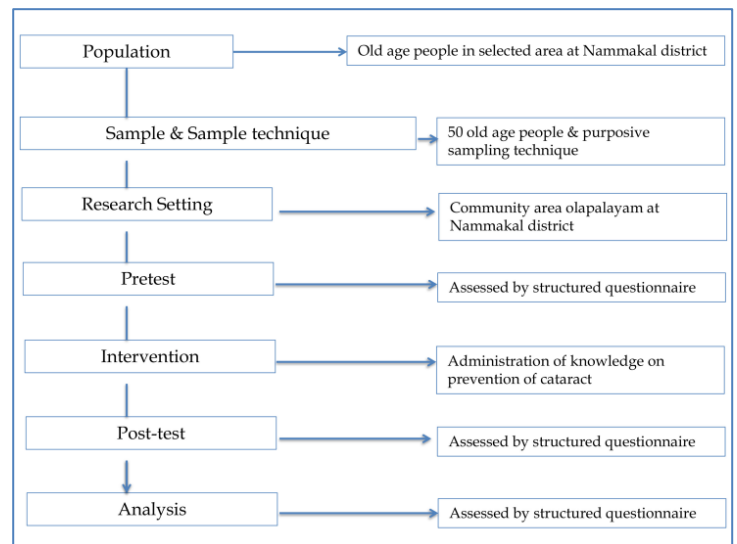 Population
Old age people in selected area at Nammakal district
Sample & Sample technique
50 old age people & purposive
sampling technique
Research Setting
Community area olapalayam at
Nammakal district
Pretest
Assessed by structured questionnaire
Intervention
Administration of knowledge on
prevention of cataract
Post-test
Assessed by structured questionnaire
Analysis
Assessed by structured questionnaire